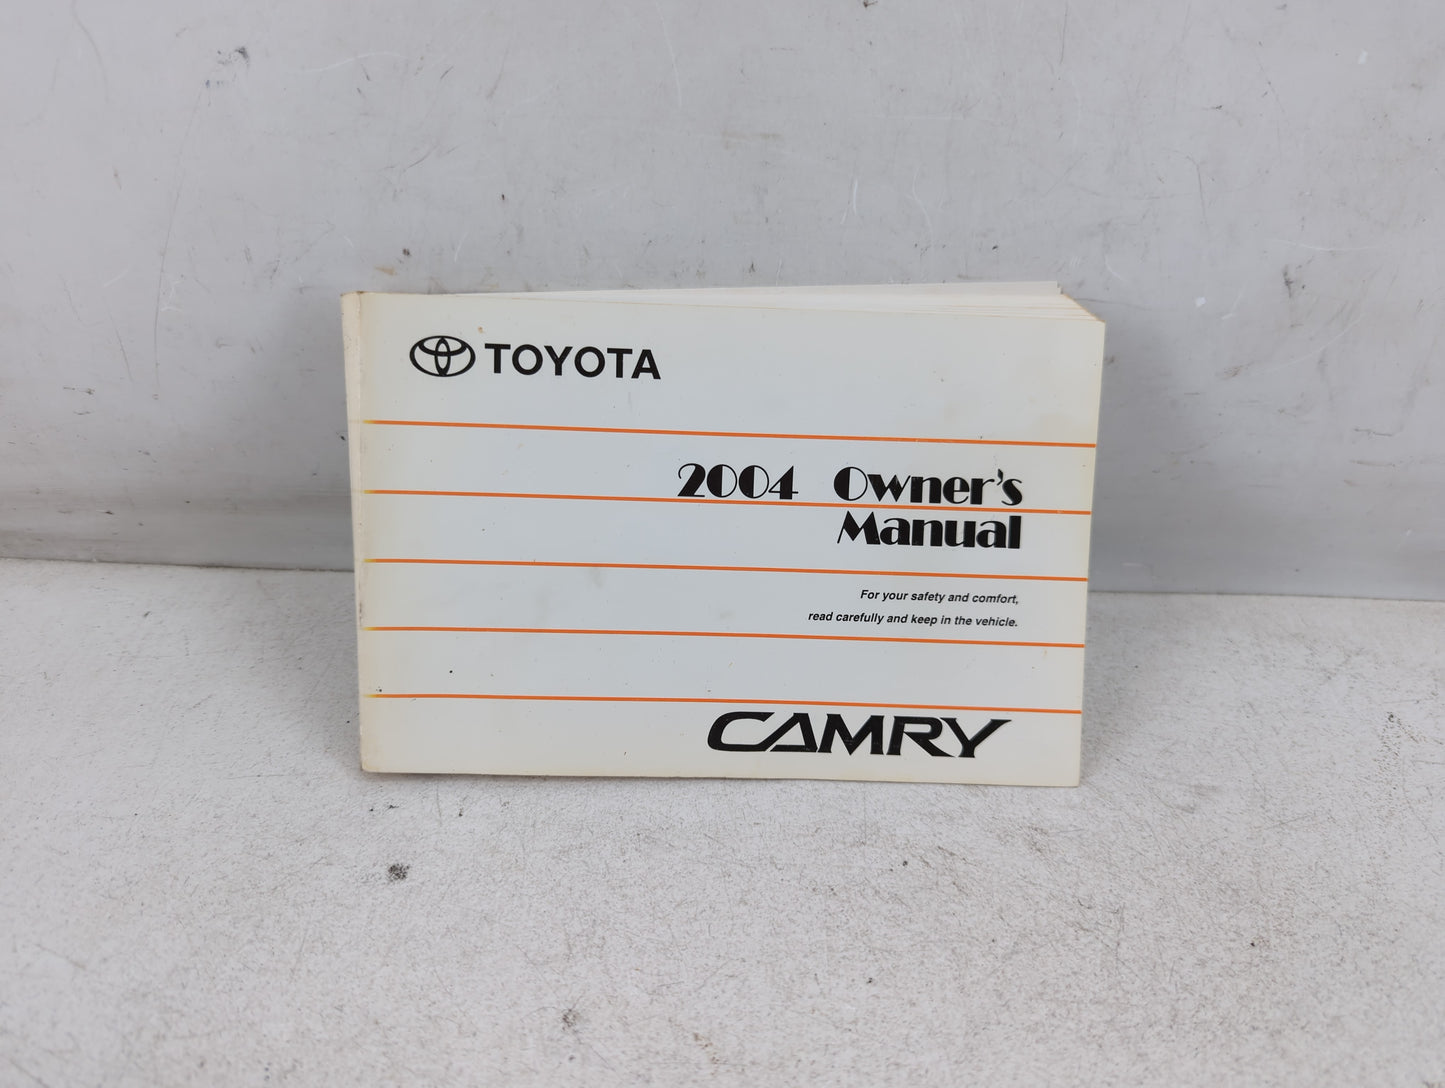 TOYOTA
2004 Owner's
Manual
For your safety and comfort,
read carefully and keep in the vehicle.
CAMRY